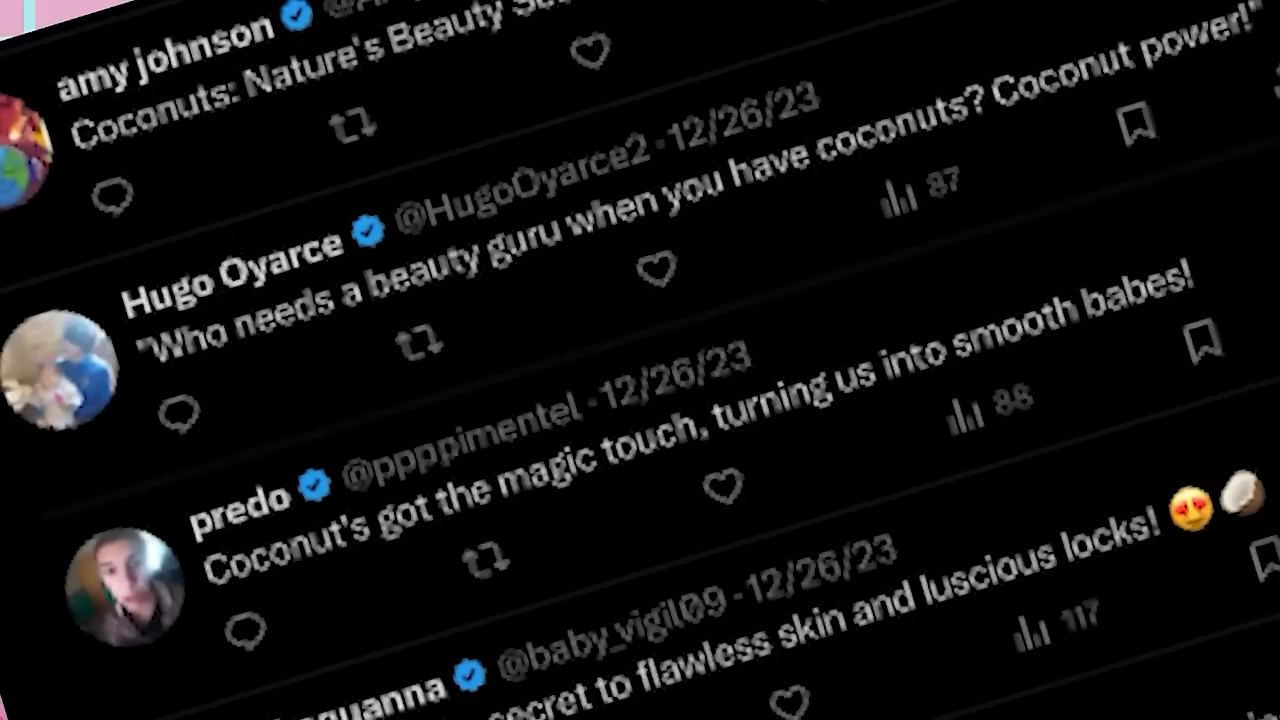 amy johnson
Coconuts: Nature's Beauty
Hugo Oyarce @HugoOyarce2 · 12/26/23
"Who needs a beauty guru when you have coconuts? Coconut power!"
87
predo @ppppimentel · 12/26/23
Coconut's got the magic touch, turning us into smooth babes!
88
@baby_vigil09 · 12/26/23
secret to flawless skin and luscious locks! 😍🥥
117